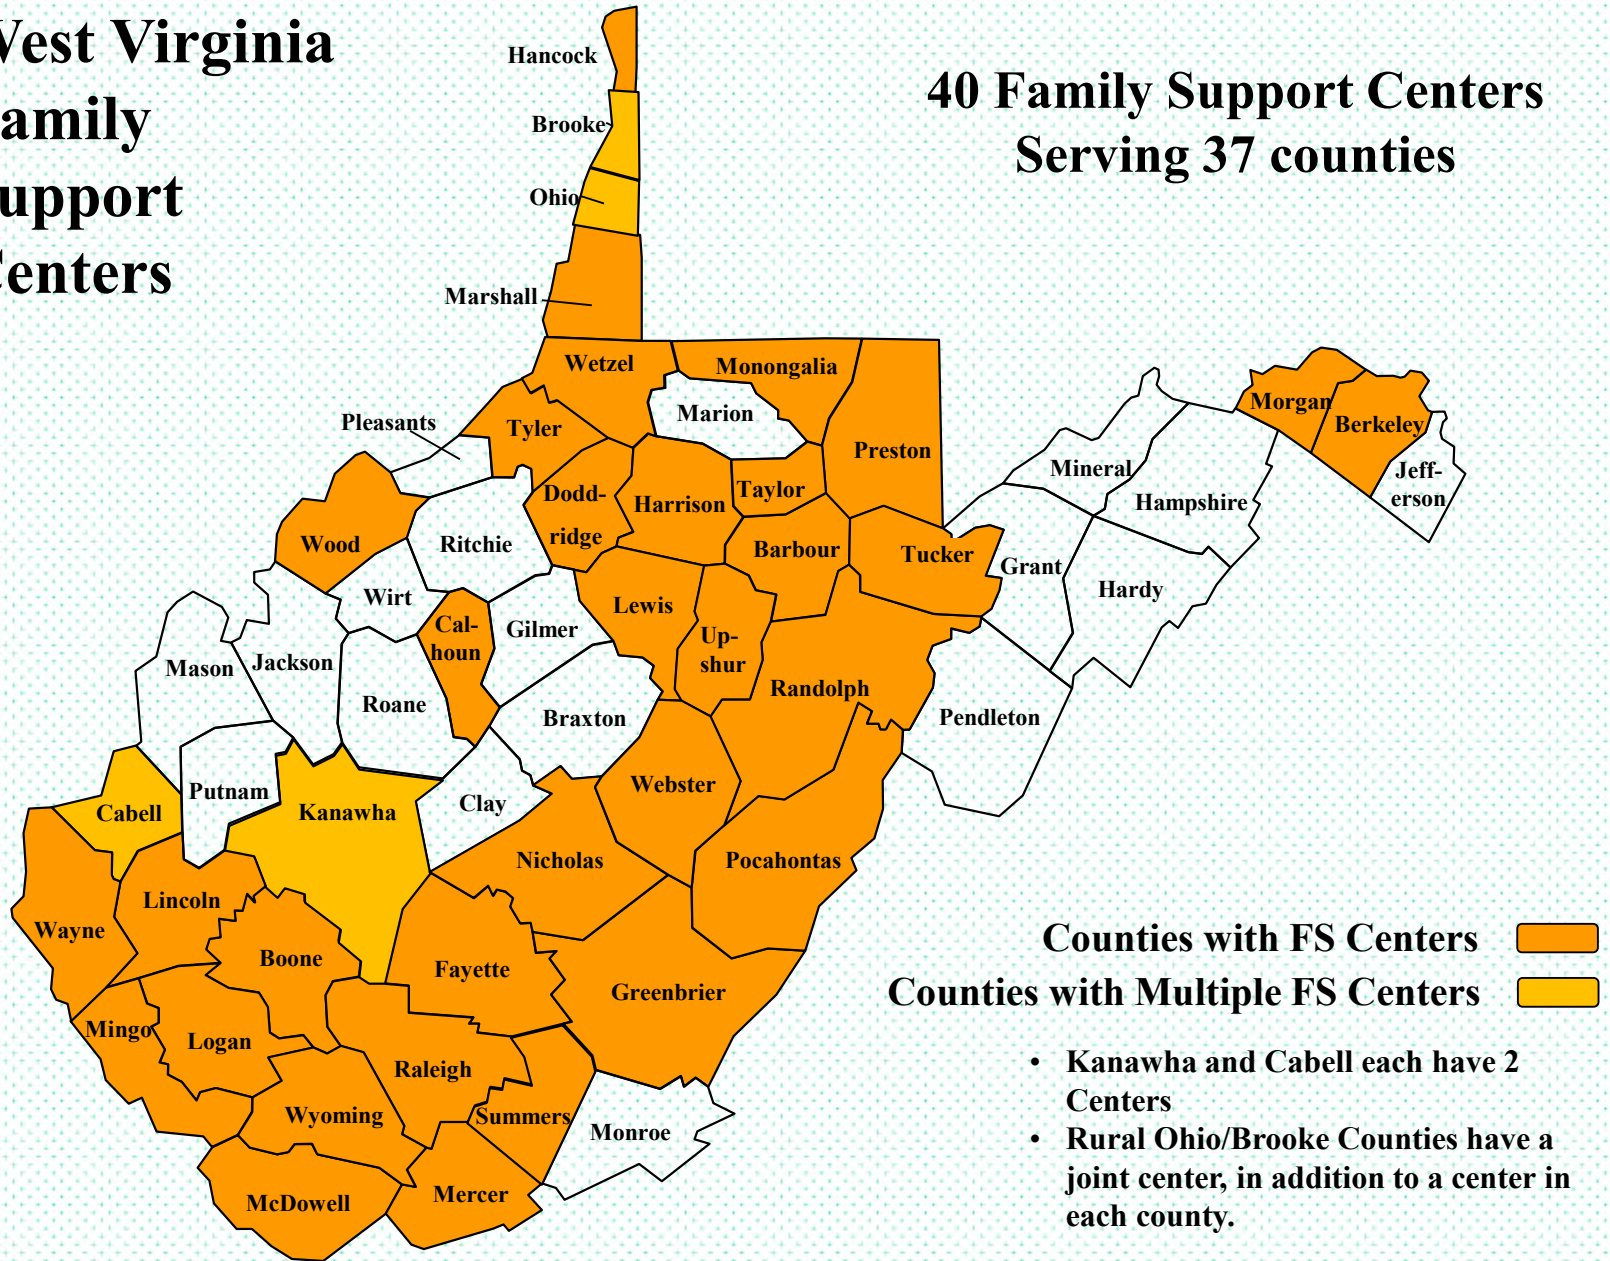 Vest Virginia
amily
upport
Centers
40 Family Support Centers
Serving 37 counties
Hancock
Brooke
Ohio
Marshall
Wetzel
Monongalia
Marion
Pleasants
Tyler
Preston
Morgan
Berkeley
Jeff-
erson
Mineral
Hampshire
Dodd-
ridge
Harrison
Taylor
Wood
Ritchie
Barbour
Tucker
Grant
Hardy
Wirt
Cal-
houn
Gilmer
Lewis
Up-
shur
Mason
Jackson
Roane
Braxton
Randolph
Pendleton
Putnam
Cabell
Kanawha
Clay
Webster
Nicholas
Pocahontas
Lincoln
Wayne
Boone
Fayette
Greenbrier
Mingo
Logan
Raleigh
Wyoming
Summers
Monroe
McDowell
Mercer
Counties with FS Centers
Counties with Multiple FS Centers
• Kanawha and Cabell each have 2
Centers
• Rural Ohio/Brooke Counties have a
joint center, in addition to a center in
each county.